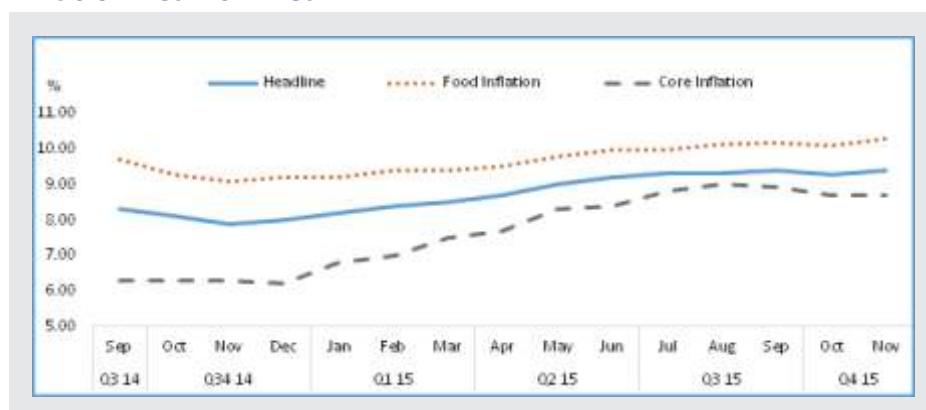 % Headline Food Inflation Core Inflation
11.00
10.00
9.00
8.00
7.00
6.00
5.00
Sep Oct Nov Dec Jan Feb Mar Apr May Jun Jul Aug Sep Oct Nov
Q3 14 Q34 14 Q1 15 Q2 15 Q3 15 Q4 15